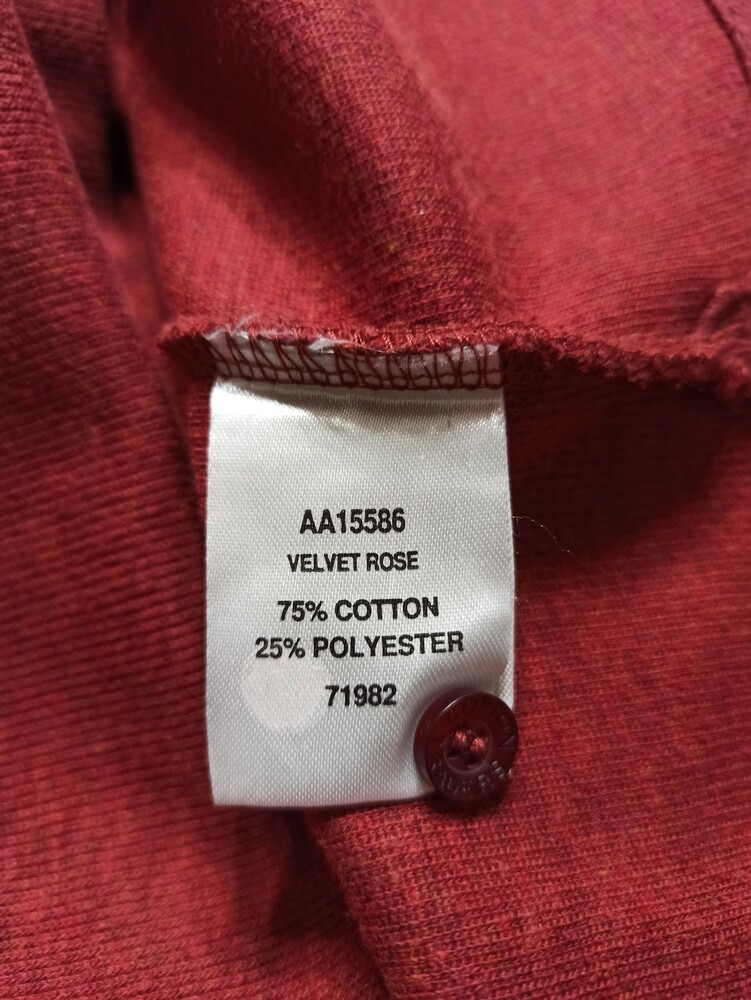 AA15586
VELVET ROSE
75% COTTON
25% POLYESTER
71982